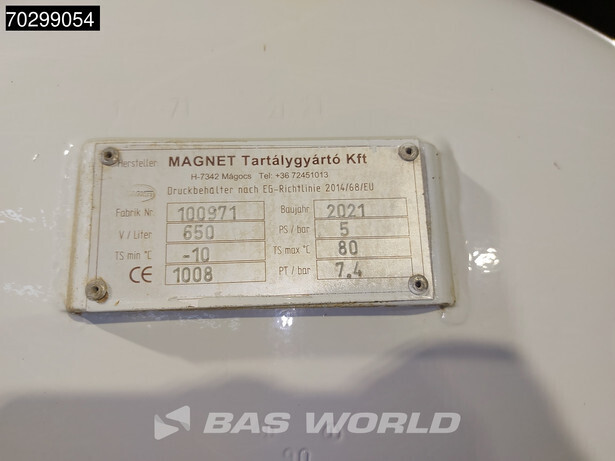 70299054
Hersteller MAGNET Tartálygyártó Kft
H-7342 Mágocs Tel: +36 72451013
Druckbehälter nach EG-Richtlinie 2014/68/EU
Fabrik Nr. 100971 Baujahr 2021
V / Liter 650 PS / bar 5
TS min °C -10 TS max °C 80
CE 1008 PT / bar 7.4
BAS WORLD